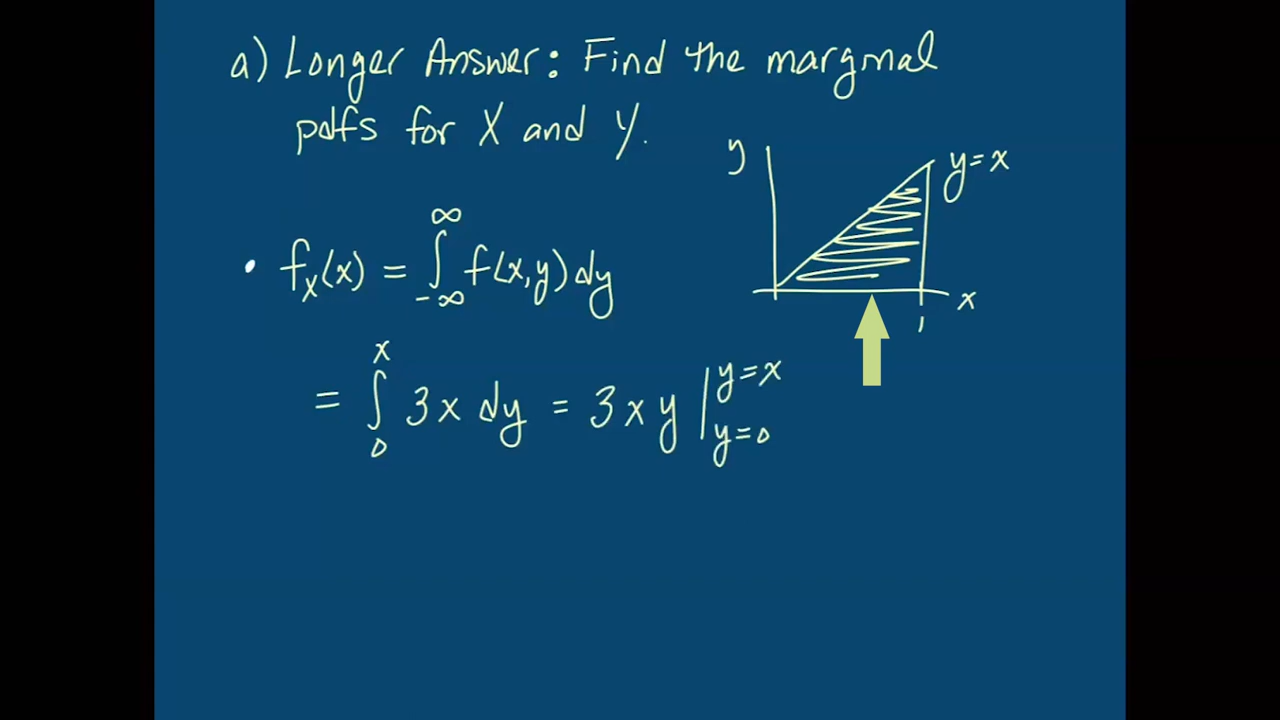 a) Longer Answer: Find the marginal
pdfs for X and Y.
y
y=x
• f_X(x) = ∫_{-∞}^{∞} f(x,y) dy
x
1
= ∫_0^x 3x dy = 3xy |_{y=0}^{y=x}